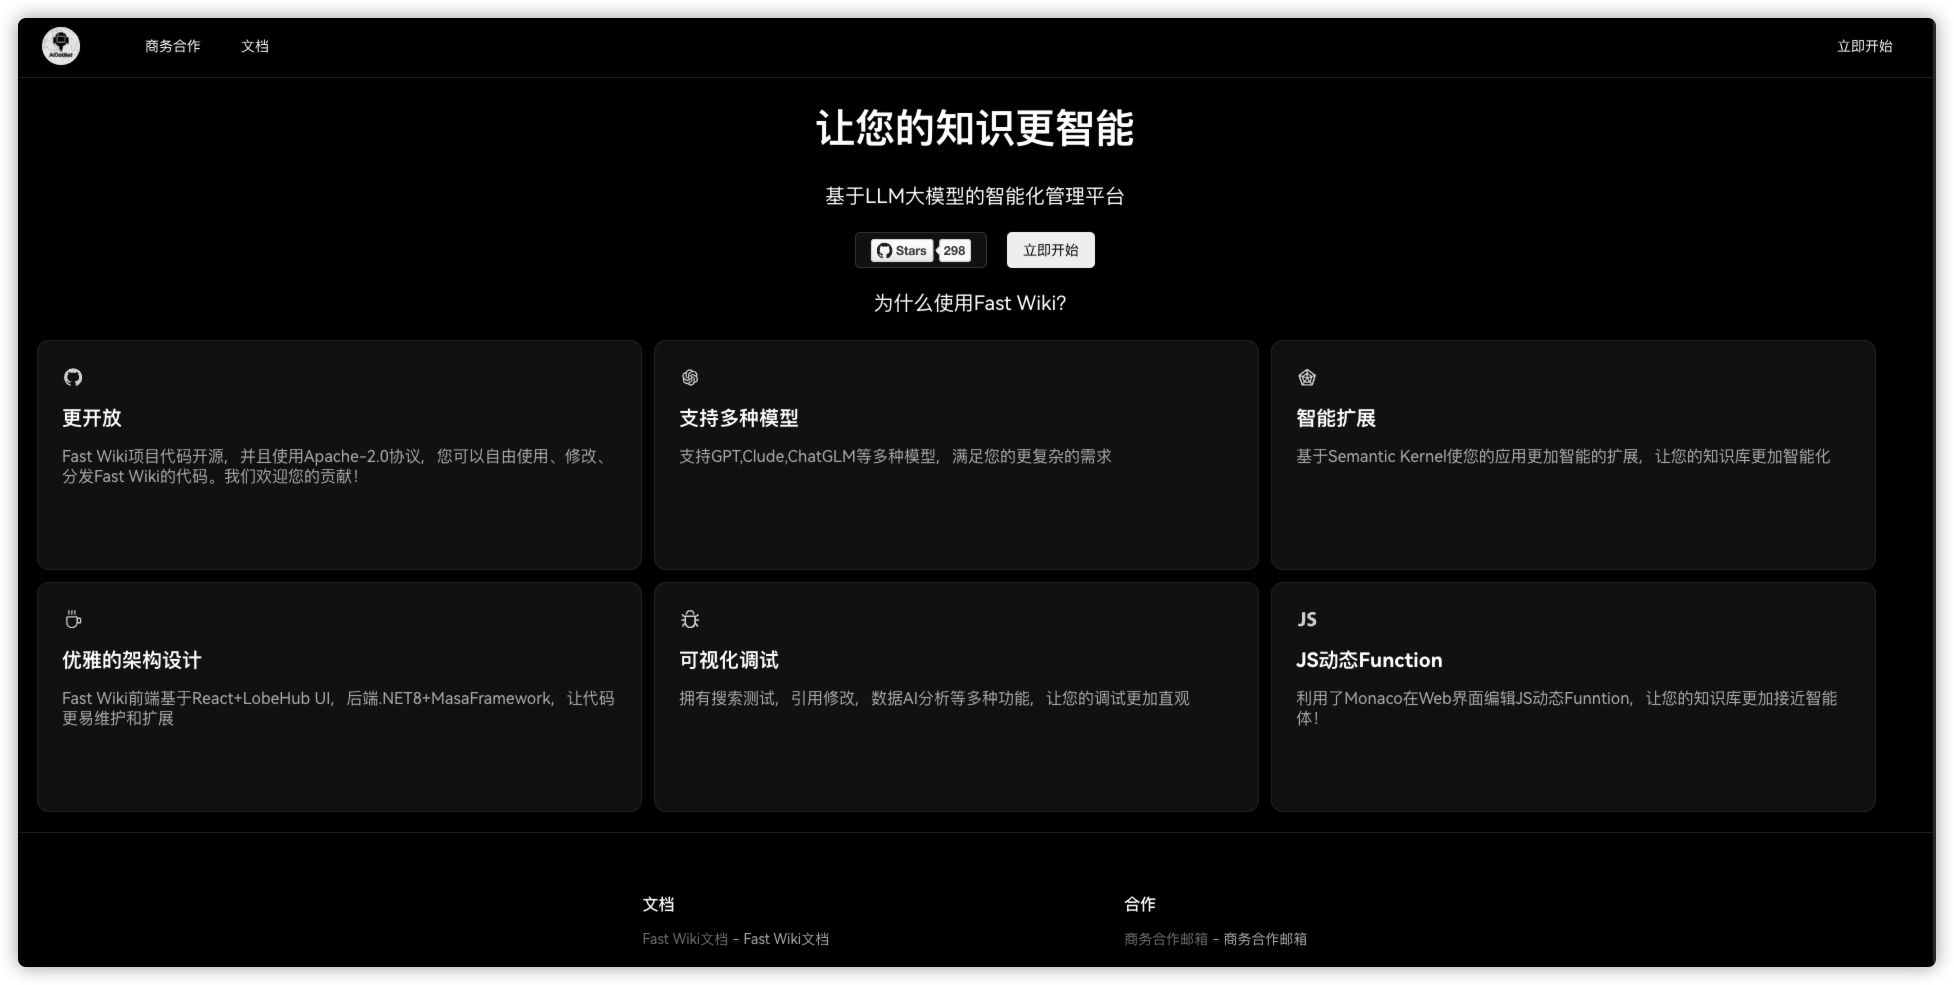 AIDotNet
商务合作
文档
立即开始
让您的知识更智能
基于LLM大模型的智能化管理平台
Stars 298
立即开始
为什么使用Fast Wiki?
更开放
Fast Wiki项目代码开源，并且使用Apache-2.0协议，您可以自由使用、修改、
分发Fast Wiki的代码。我们欢迎您的贡献！
支持多种模型
支持GPT,Clude,ChatGLM等多种模型，满足您的更复杂的需求
智能扩展
基于Semantic Kernel使您的应用更加智能的扩展，让您的知识库更加智能化
优雅的架构设计
Fast Wiki前端基于React+LobeHub UI，后端.NET8+MasaFramework，让代码
更易维护和扩展
可视化调试
拥有搜索测试，引用修改，数据AI分析等多种功能，让您的调试更加直观
JS
JS动态Function
利用了Monaco在Web界面编辑JS动态Funntion，让您的知识库更加接近智能
体！
文档
Fast Wiki文档 - Fast Wiki文档
合作
商务合作邮箱 - 商务合作邮箱